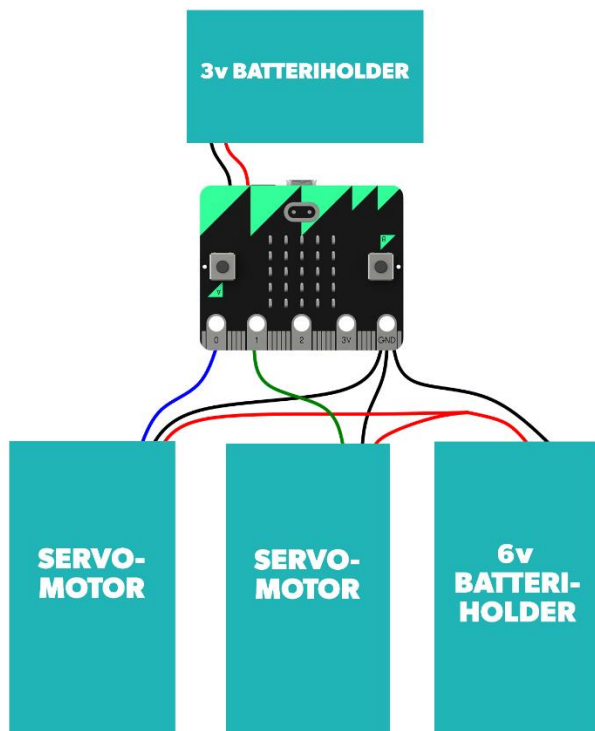 3v BATTERIHOLDER
B
A
0 1 2 3V GND
SERVO-
MOTOR
SERVO-
MOTOR
6v
BATTERI-
HOLDER